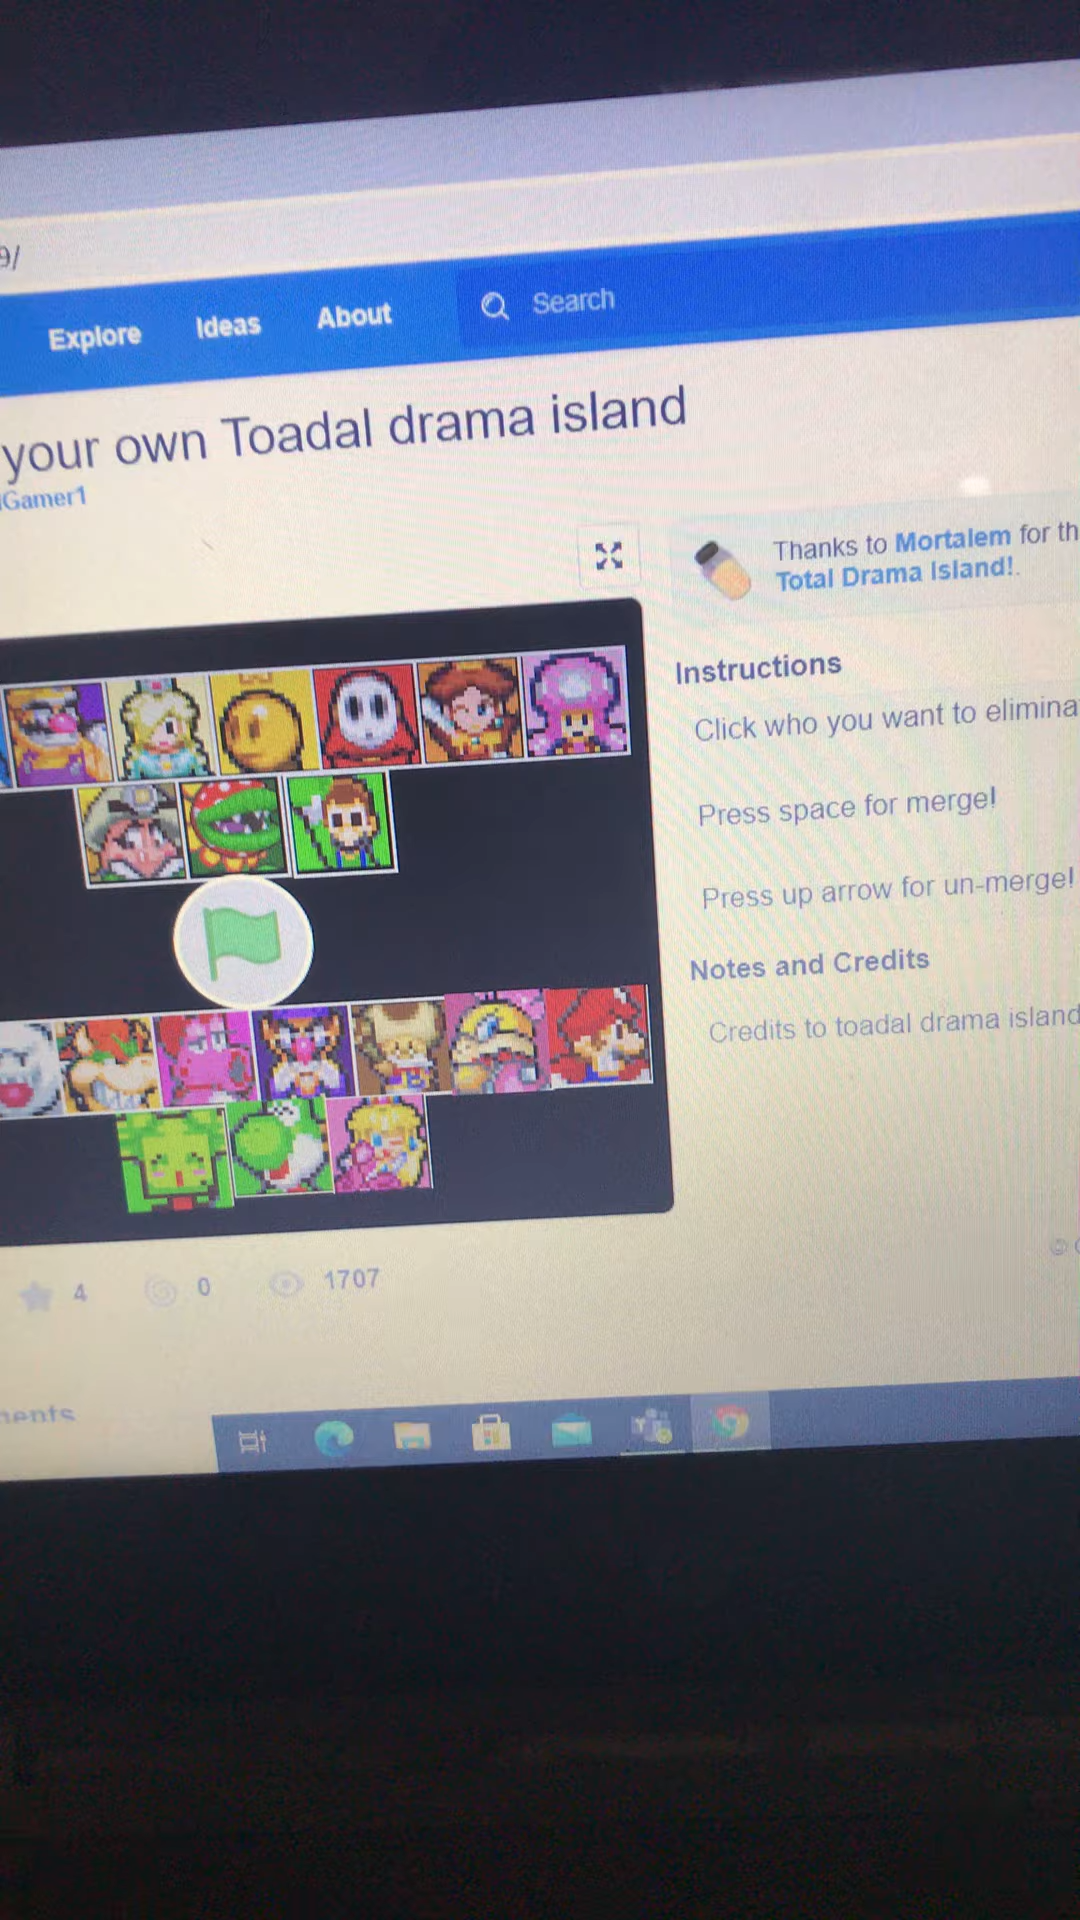 9/
Explore Ideas About Search
your own Toadal drama island
Gamer1
Thanks to Mortalem for th
Total Drama Island!.
Instructions
Click who you want to elimina
Press space for merge!
Press up arrow for un-merge!
Notes and Credits
Credits to toadal drama island
4 0 1707
ments